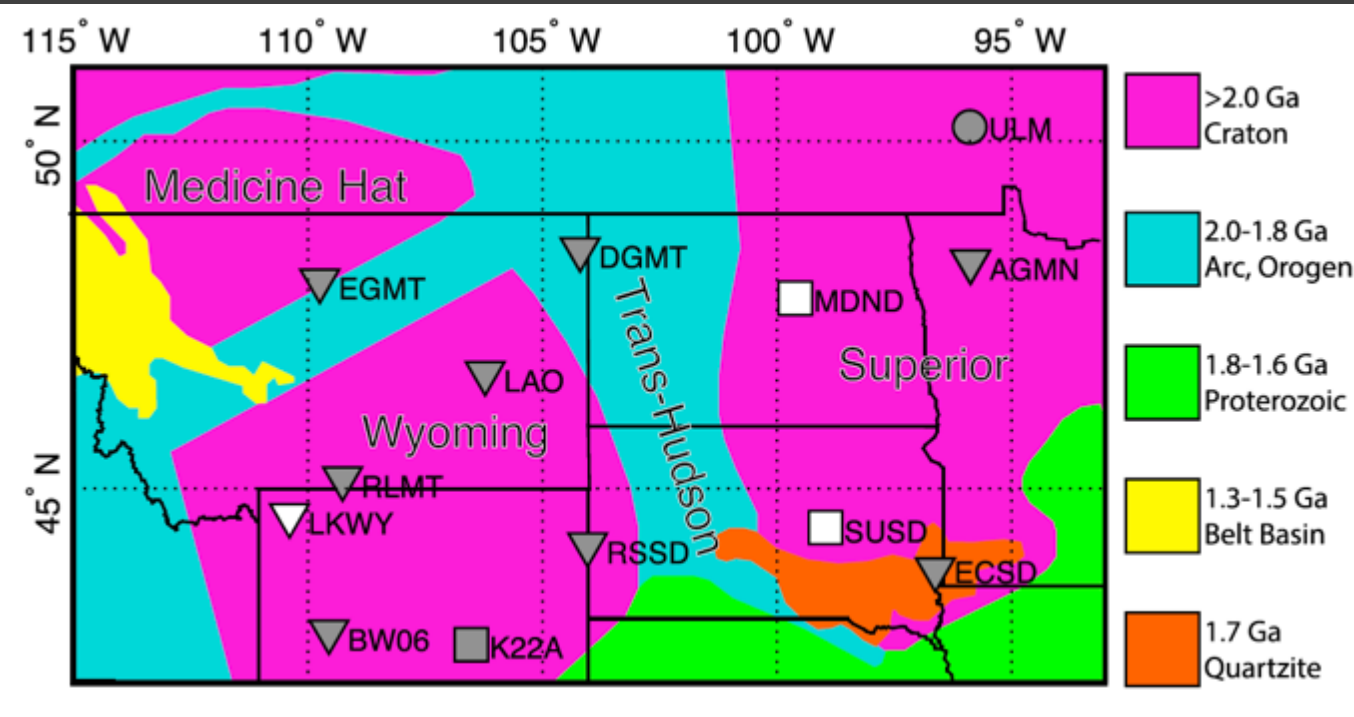 115° W 110° W 105° W 100° W 95° W
50° N
45° N
ULM
Medicine Hat
DGMT
AGMN
EGMT
MDND
Trans-Hudson
Superior
LAO
Wyoming
RLMT
LKWY
SUSD
RSSD
ECSD
BW06
K22A
>2.0 Ga
Craton
2.0-1.8 Ga
Arc, Orogen
1.8-1.6 Ga
Proterozoic
1.3-1.5 Ga
Belt Basin
1.7 Ga
Quartzite